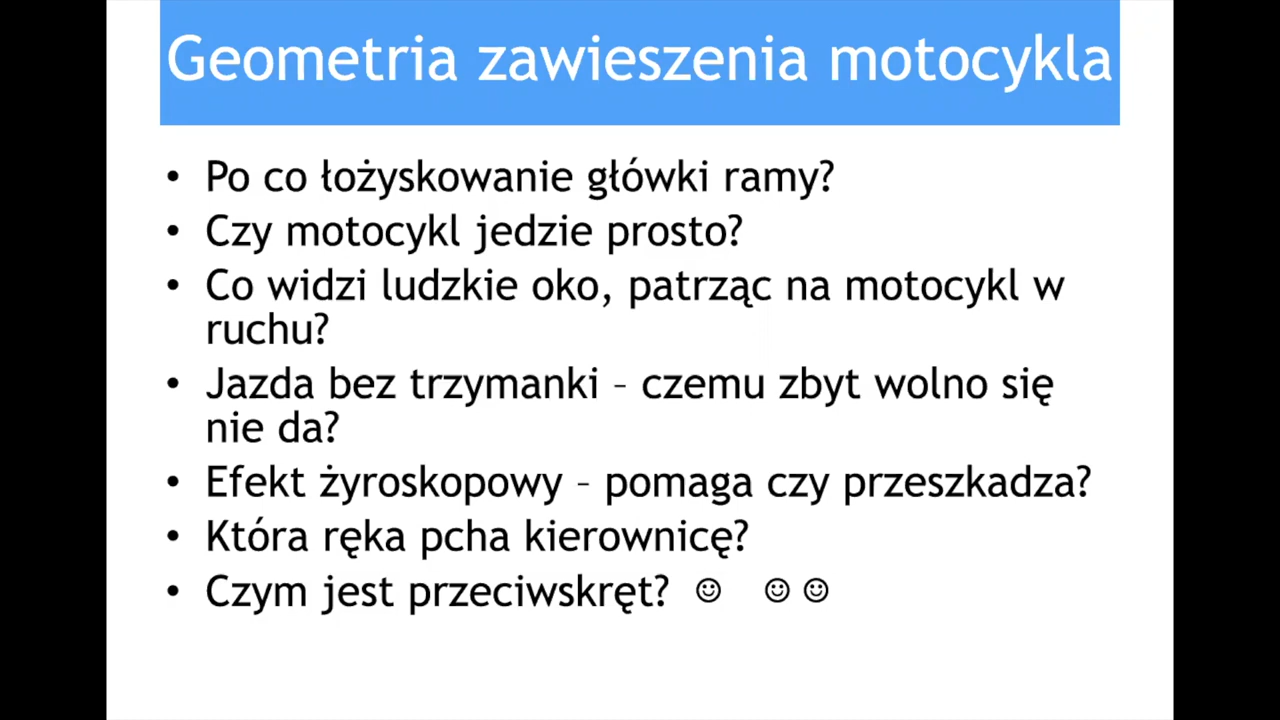 Geometria zawieszenia motocykla
• Po co łożyskowanie główki ramy?
• Czy motocykl jedzie prosto?
• Co widzi ludzkie oko, patrząc na motocykl w
ruchu?
• Jazda bez trzymanki – czemu zbyt wolno się
nie da?
• Efekt żyroskopowy – pomaga czy przeszkadza?
• Która ręka pcha kierownicę?
• Czym jest przeciwskręt? ☺ ☺ ☺